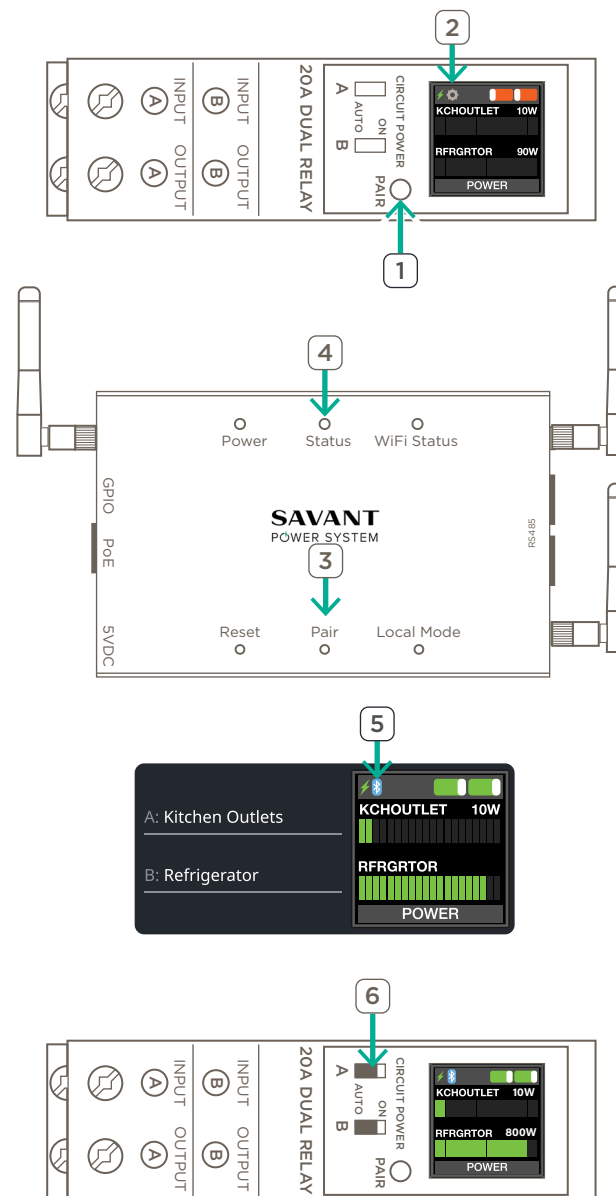 2
INPUT
INPUT
A
B
OUTPUT
OUTPUT
A
B
20A DUAL RELAY
A
B
AUTO
ON
CIRCUIT POWER
PAIR
KCHOUTLET 10W
RFRGRTOR 90W
POWER
1
4
Power Status WiFi Status
GPIO
PoE
5VDC
SAVANT
POWER SYSTEM
RS485
3
Reset Pair Local Mode
5
A: Kitchen Outlets
B: Refrigerator
KCHOUTLET 10W
RFRGRTOR
POWER
6
INPUT
INPUT
A
B
OUTPUT
OUTPUT
A
B
20A DUAL RELAY
A
B
AUTO
ON
CIRCUIT POWER
PAIR
KCHOUTLET 10W
RFRGRTOR 800W
POWER